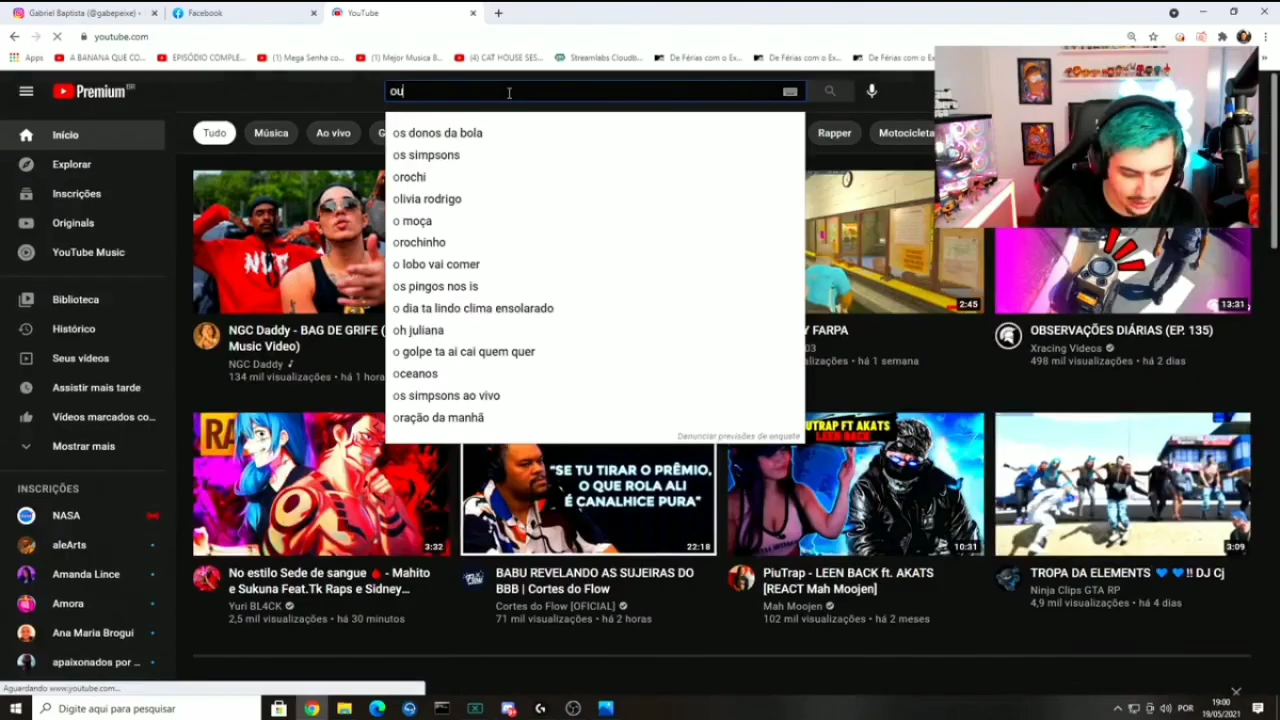 Gabriel Baptista (@gabepeixe) •
Facebook
YouTube
youtube.com
Apps
A BANANA QUE CO...
EPISÓDIO COMPLE...
(1) Mega Senha co...
(1) Mejor Musica B...
(4) CAT HOUSE SES...
Streamlabs Cloudb...
De Férias com o Ex...
De Férias com o Ex...
De Férias com o Ex...
Premium BR
ou
Tudo
Música
Ao vivo
Rapper
Motocicleta
os donos da bola
os simpsons
orochi
olivia rodrigo
o moça
orochinho
o lobo vai comer
os pingos nos is
o dia ta lindo clima ensolarado
oh juliana
o golpe ta ai cai quem quer
oceanos
os simpsons ao vivo
oração da manhã
Denunciar previsões de enquete
Início
Explorar
Inscrições
Originals
YouTube Music
Biblioteca
Histórico
Seus vídeos
Assistir mais tarde
Vídeos marcados co...
Mostrar mais
INSCRIÇÕES
NASA
aleArts
Amanda Lince
Amora
Ana Maria Brogui
apaixonados por ...
NGC
NGC Daddy - BAG DE GRIFE (
Music Video)
NGC Daddy
134 mil visualizações • há 1 hora
2:45
Y FARPA
03
• há 1 semana
13:31
OBSERVAÇÕES DIÁRIAS (EP. 135)
Xracing Videos
498 mil visualizações • há 2 dias
RA
3:32
No estilo Sede de sangue 🩸 - Mahito
e Sukuna Feat.Tk Raps e Sidney...
Yuri BL4CK
2,5 mil visualizações • há 30 minutos
"SE TU TIRAR O PRÊMIO,
O QUE ROLA ALI
É CANALHICE PURA"
22:18
BABU REVELANDO AS SUJEIRAS DO
BBB | Cortes do Flow
Cortes do Flow [OFICIAL]
71 mil visualizações • há 2 horas
UTRAP FT AKATS
LEEN BACK
10:31
PiuTrap - LEEN BACK ft. AKATS
[REACT Mah Moojen]
Mah Moojen
102 mil visualizações • há 2 meses
3:09
TROPA DA ELEMENTS 💙💙!! DJ Cj
Ninja Clips GTA RP
4,9 mil visualizações • há 4 dias
Aguardando www.youtube.com...
Digite aqui para pesquisar
POR
19:00
19/05/2021